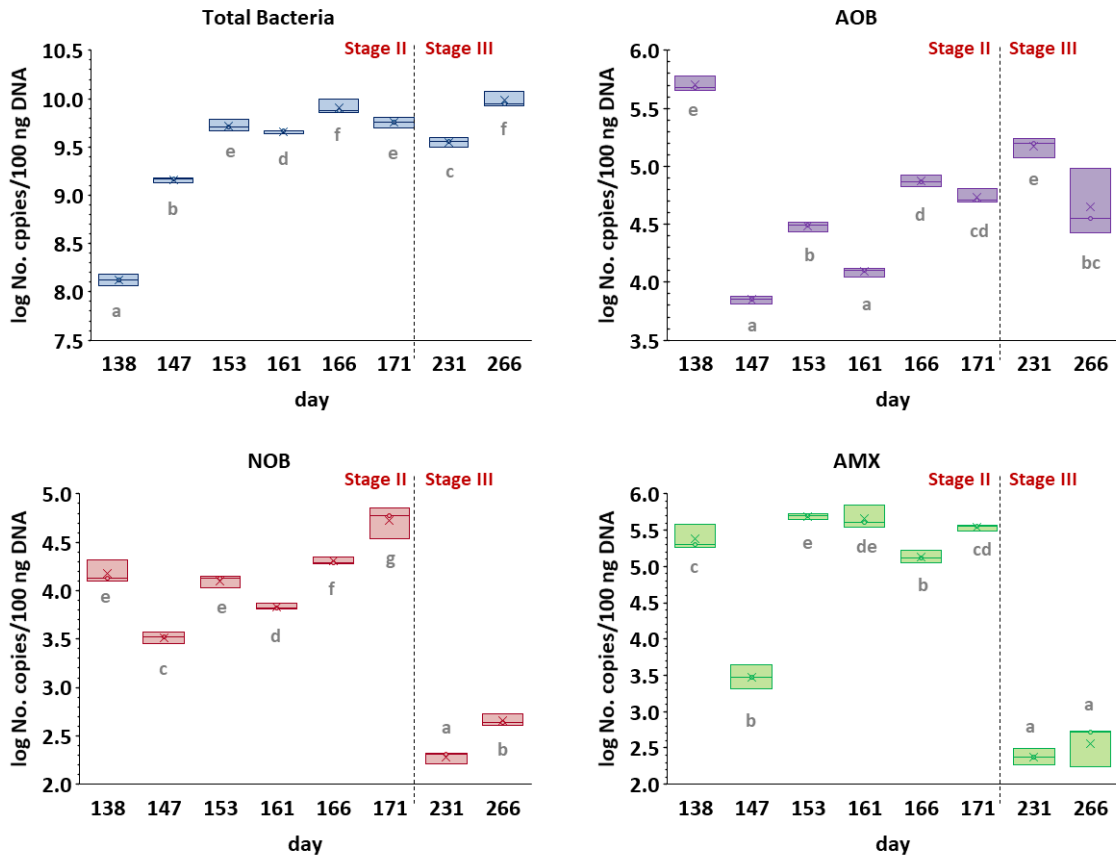 Total Bacteria
Stage II Stage III
log No. cppìes/100 ng DNA
10.5
10.0
9.5
9.0
8.5
8.0
7.5
a
b
e
d
f
e
c
f
138 147 153 161 166 171 231 266
day
AOB
Stage II Stage III
log No. cppìes/100 ng DNA
6.0
5.5
5.0
4.5
4.0
3.5
e
a
b
a
d
cd
e
bc
138 147 153 161 166 171 231 266
day
NOB
Stage II Stage III
log No. copies/100 ng DNA
5.0
4.5
4.0
3.5
3.0
2.5
2.0
e
c
e
d
f
g
a
b
138 147 153 161 166 171 231 266
day
AMX
Stage II Stage III
log No. copies/100 ng DNA
6.0
5.5
5.0
4.5
4.0
3.5
3.0
2.5
2.0
c
b
e
de
b
cd
a
a
138 147 153 161 166 171 231 266
day